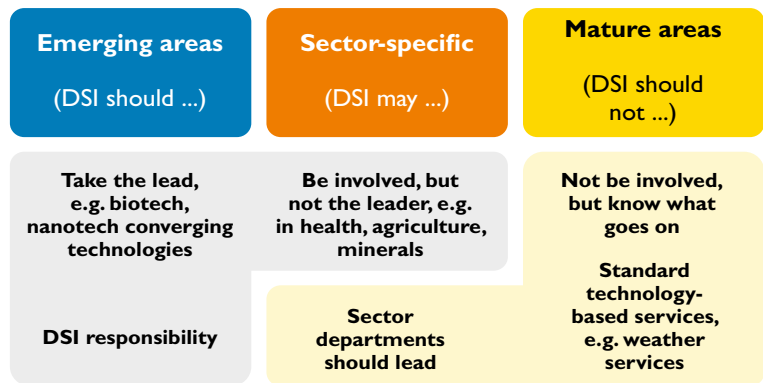 Emerging areas
(DSI should ...)
Sector-specific
(DSI may ...)
Mature areas
(DSI should
not ...)
Take the lead,
e.g. biotech,
nanotech converging
technologies
DSI responsibility
Be involved, but
not the leader, e.g.
in health, agriculture,
minerals
Sector
departments
should lead
Not be involved,
but know what
goes on
Standard
technology-
based services,
e.g. weather
services